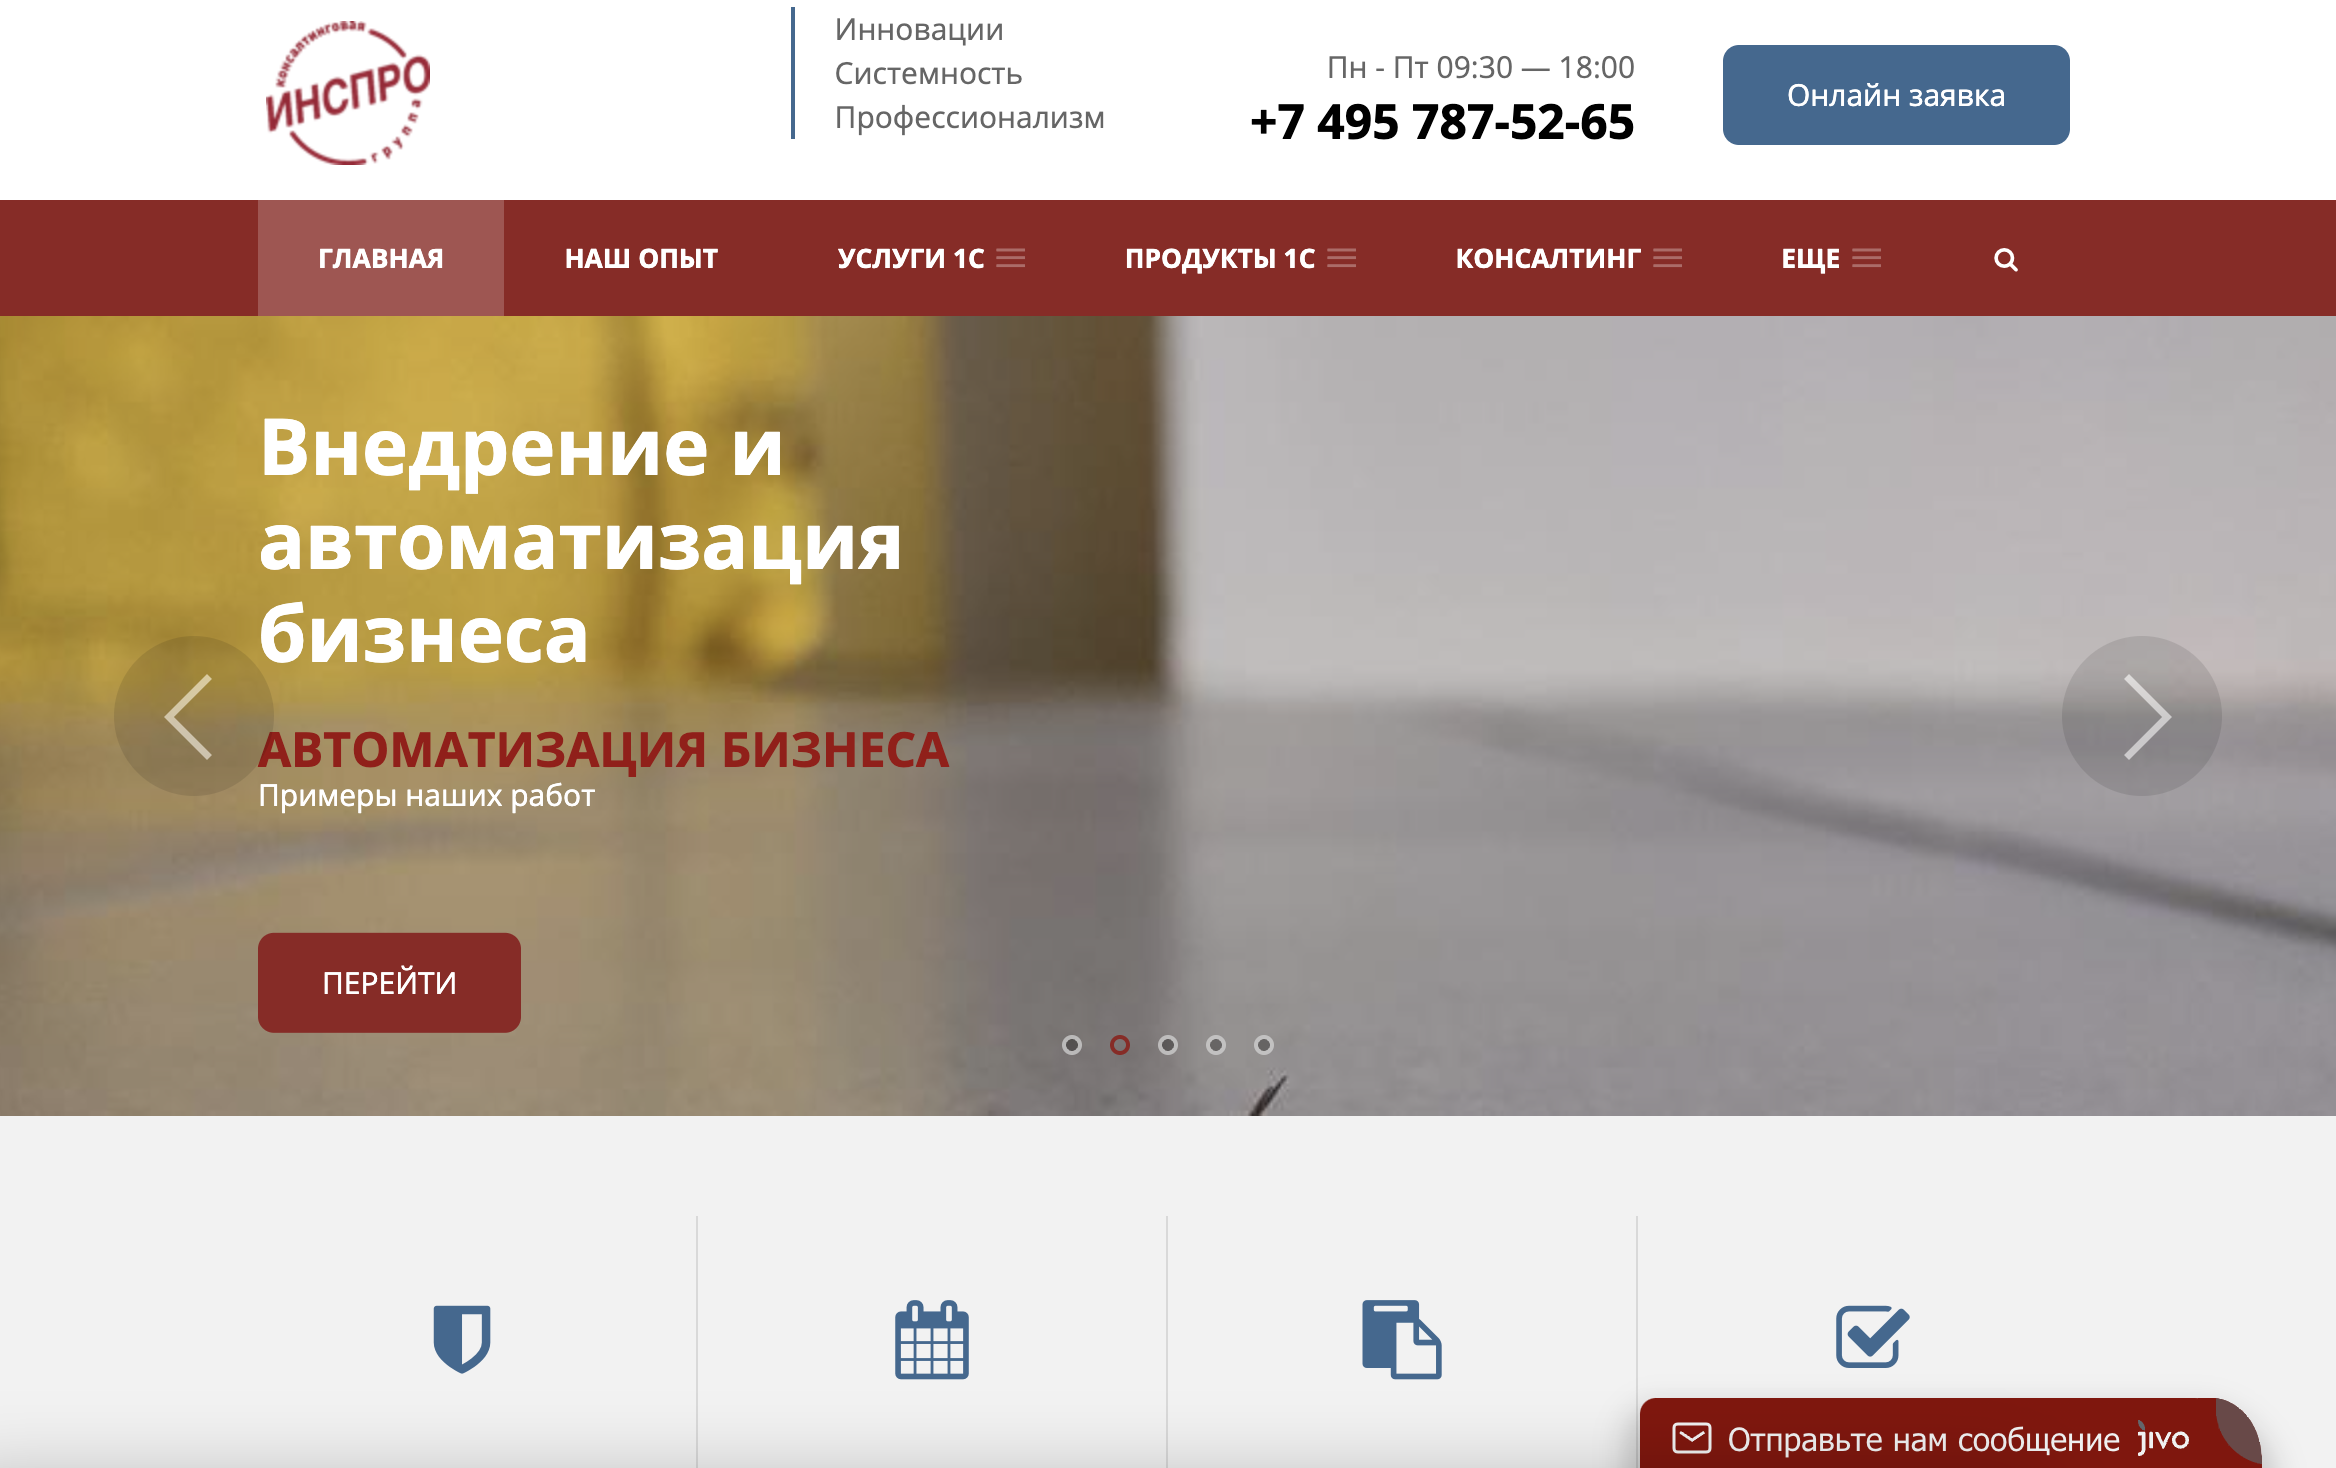 консалтинговая
ИНСПРО
группа
Инновации
Системность
Профессионализм
Пн - Пт 09:30 — 18:00
+7 495 787-52-65
Онлайн заявка
ГЛАВНАЯ
НАШ ОПЫТ
УСЛУГИ 1С
ПРОДУКТЫ 1С
КОНСАЛТИНГ
ЕЩЕ
Внедрение и
автоматизация
бизнеса
АВТОМАТИЗАЦИЯ БИЗНЕСА
Примеры наших работ
ПЕРЕЙТИ
Отправьте нам сообщение jivo